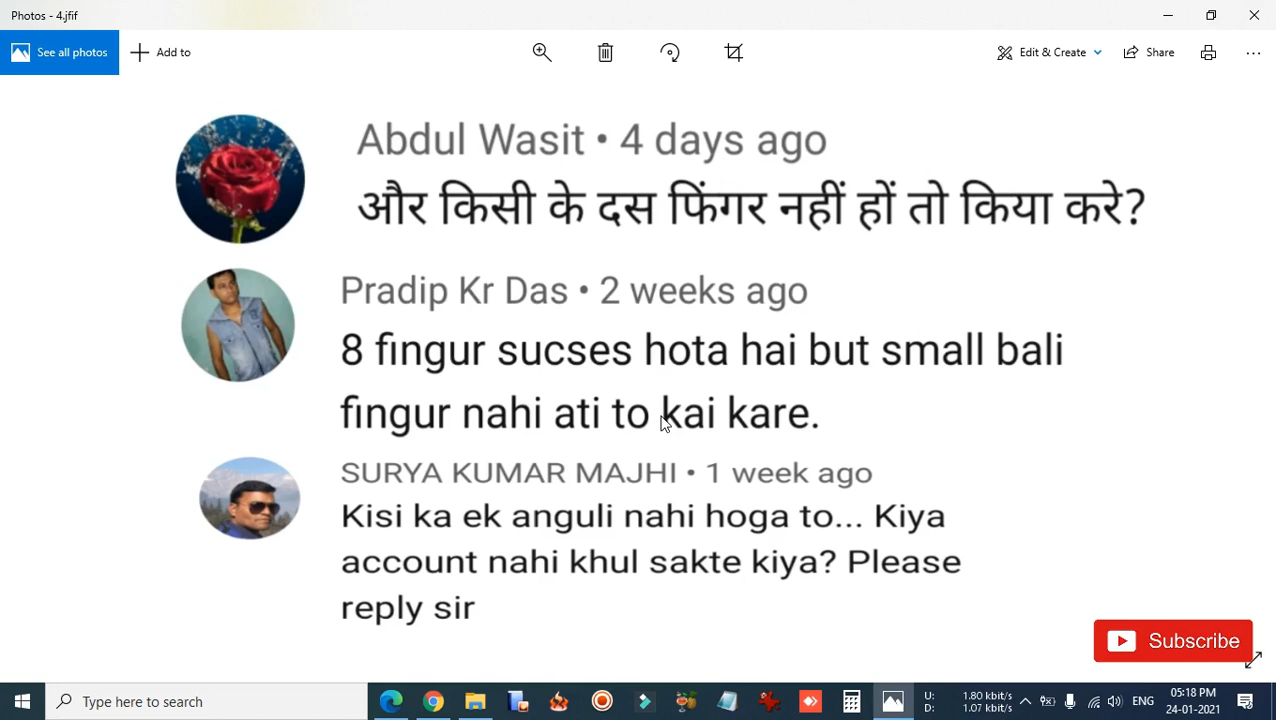 Photos - 4.jfif
See all photos
Add to
Edit & Create
Share
Abdul Wasit • 4 days ago
और किसी के दस फिंगर नहीं हों तो किया करे?
Pradip Kr Das • 2 weeks ago
8 fingur sucses hota hai but small bali
fingur nahi ati to kai kare.
SURYA KUMAR MAJHI • 1 week ago
Kisi ka ek anguli nahi hoga to... Kiya
account nahi khul sakte kiya? Please
reply sir
Subscribe
Type here to search
U: 1.80 kbit/s
D: 1.07 kbit/s
ENG
05:18 PM
24-01-2021